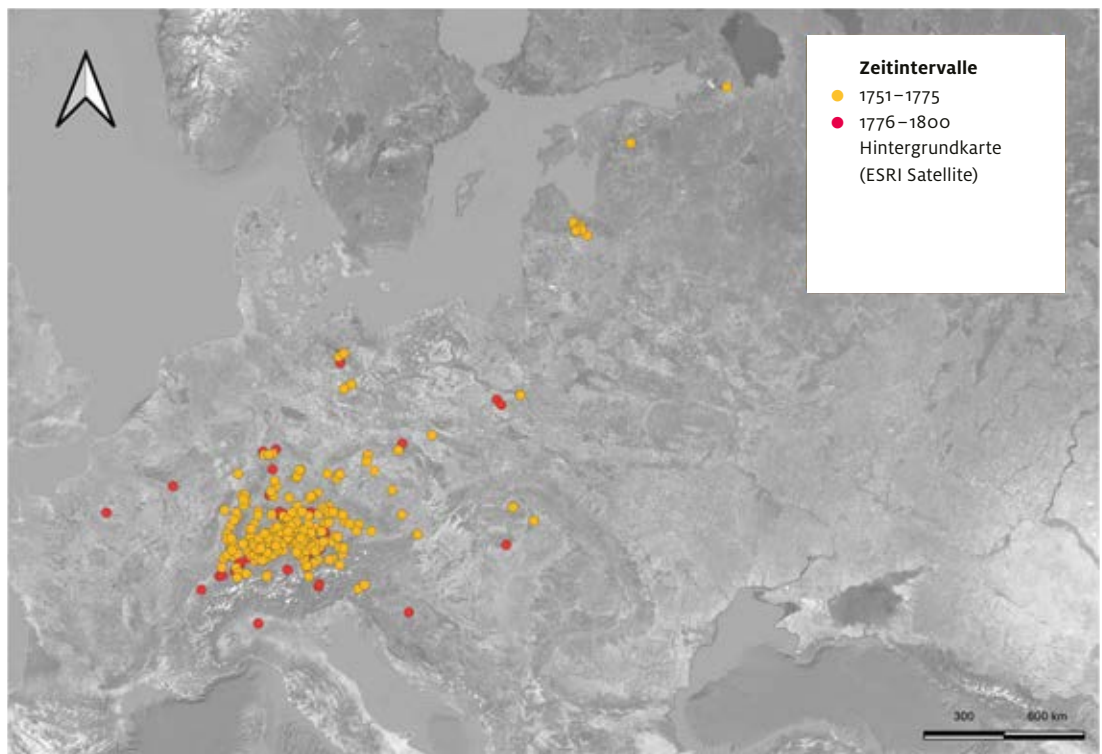 Zeitintervalle
1751–1775
1776–1800
Hintergrundkarte
(ESRI Satellite)
300 600 km